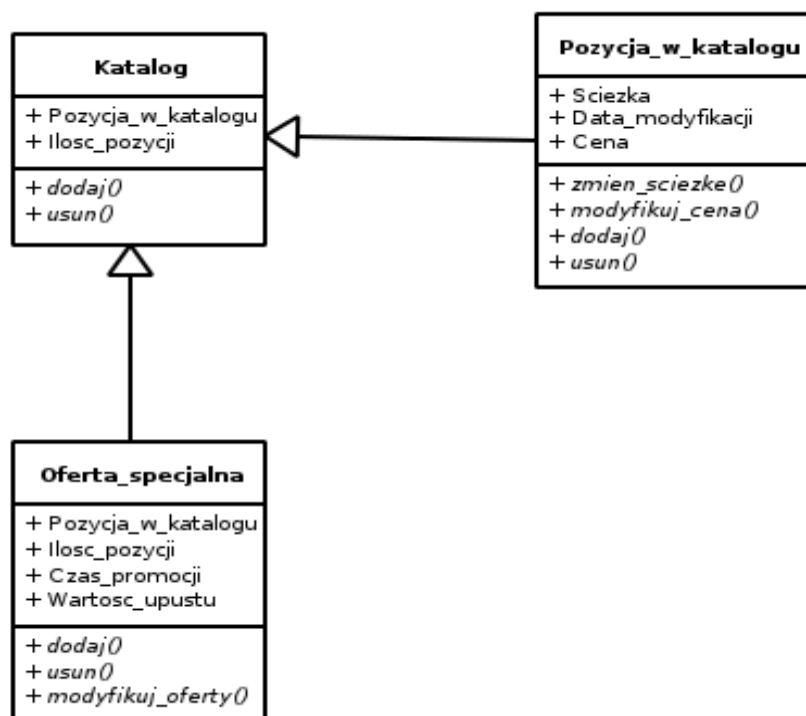 Katalog
+ Pozycja_w_katalogu
+ Ilosc_pozycji
+ dodaj()
+ usun()
Pozycja_w_katalogu
+ Sciezka
+ Data_modyfikacji
+ Cena
+ zmien_sciezke()
+ modyfikuj_cena()
+ dodaj()
+ usun()
Oferta_specjalna
+ Pozycja_w_katalogu
+ Ilosc_pozycji
+ Czas_promocji
+ Wartosc_upustu
+ dodaj()
+ usun()
+ modyfikuj_oferty()